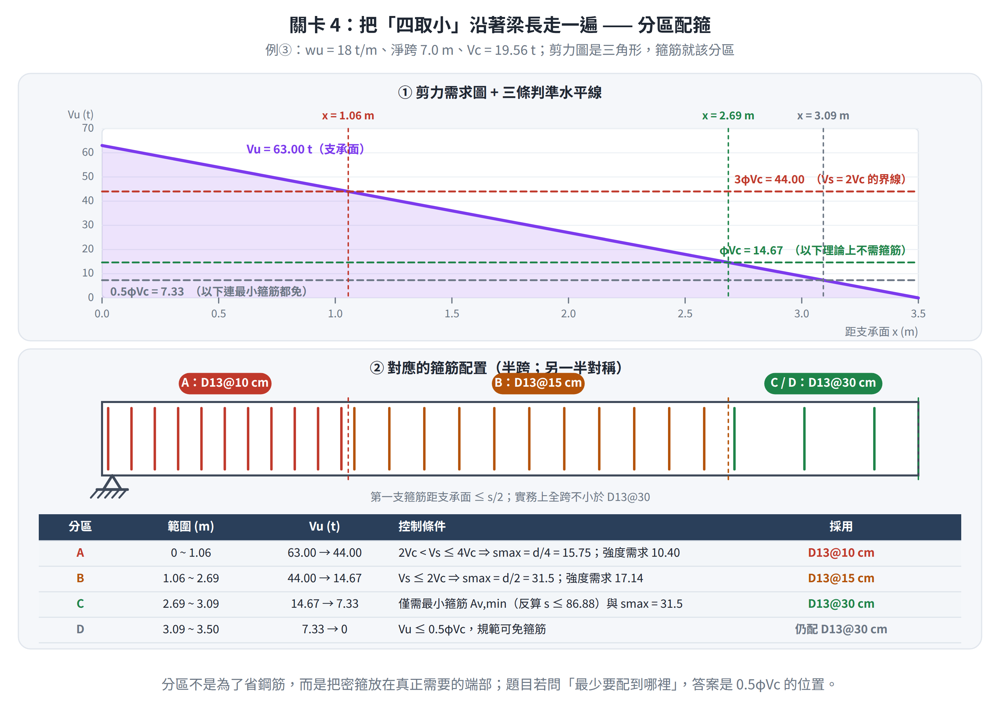 關卡 4：把「四取小」沿著梁長走一遍 —— 分區配箍
例③：wu = 18 t/m、淨跨 7.0 m、Vc = 19.56 t；剪力圖是三角形，箍筋就該分區
① 剪力需求圖 + 三條判準水平線
Vu (t)
x = 1.06 m
x = 2.69 m
x = 3.09 m
70
Vu = 63.00 t（支承面）
60
50
3φVc = 44.00 （Vs = 2Vc 的界線）
40
30
20
φVc = 14.67 （以下理論上不需箍筋）
10
0.5φVc = 7.33 （以下連最小箍筋都免）
0
0.0 0.5 1.0 1.5 2.0 2.5 3.0 3.5
距支承面 x (m)
② 對應的箍筋配置（半跨；另一半對稱）
A：D13@10 cm
B：D13@15 cm
C / D：D13@30 cm
第一支箍筋距支承面 ≤ s/2；實務上全跨不小於 D13@30
分區 範圍 (m) Vu (t) 控制條件 採用
A 0 ~ 1.06 63.00 → 44.00 2Vc < Vs ≤ 4Vc ⇒ smax = d/4 = 15.75；強度需求 10.40 D13@10 cm
B 1.06 ~ 2.69 44.00 → 14.67 Vs ≤ 2Vc ⇒ smax = d/2 = 31.5；強度需求 17.14 D13@15 cm
C 2.69 ~ 3.09 14.67 → 7.33 僅需最小箍筋 Av,min（反算 s ≤ 86.88）與 smax = 31.5 D13@30 cm
D 3.09 ~ 3.50 7.33 → 0 Vu ≤ 0.5φVc，規範可免箍筋 仍配 D13@30 cm
分區不是為了省鋼筋，而是把密箍放在真正需要的端部；題目若問「最少要配到哪裡」，答案是 0.5φVc 的位置。